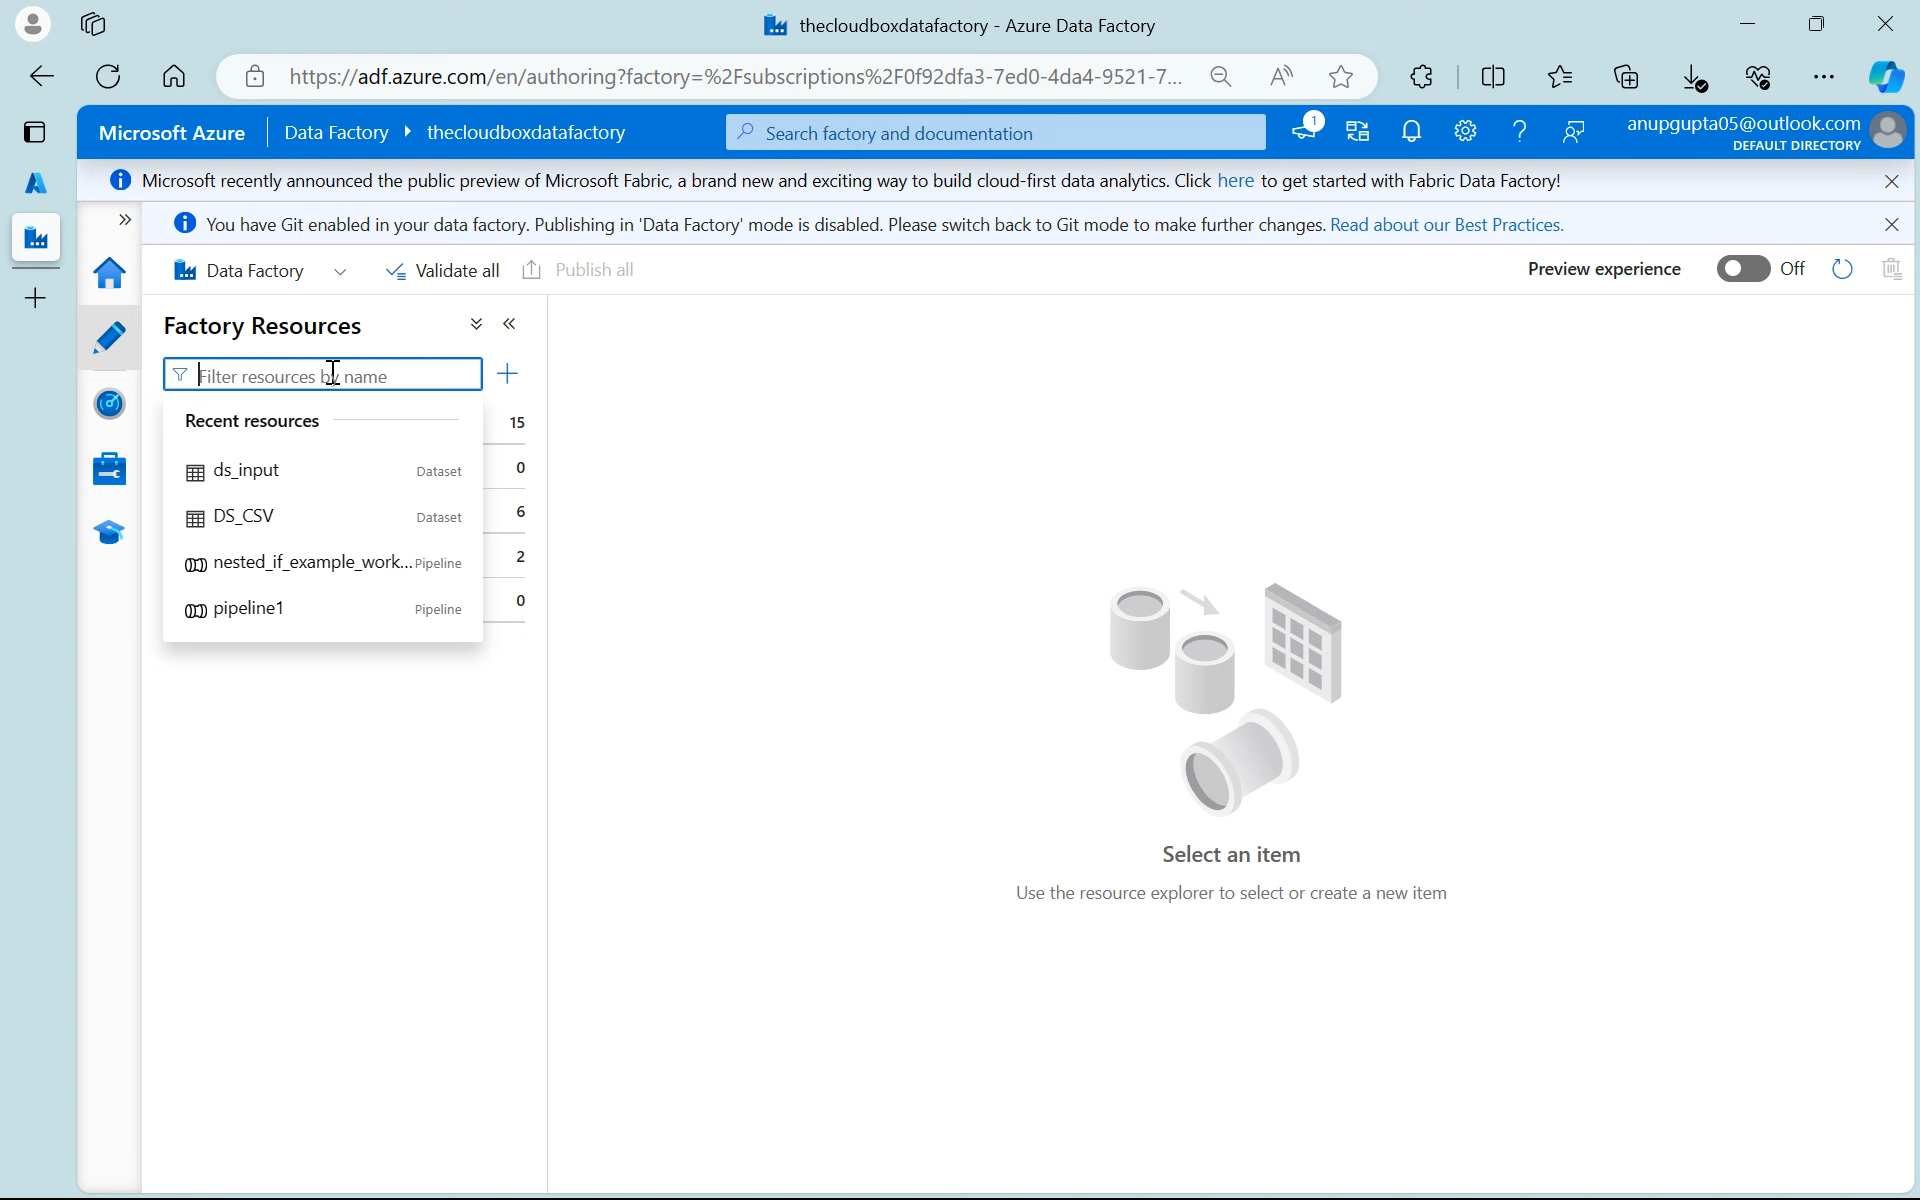 thecloudboxdatafactory - Azure Data Factory
https://adf.azure.com/en/authoring?factory=%2Fsubscriptions%2F0f92dfa3-7ed0-4da4-9521-7...
Microsoft Azure
Data Factory
thecloudboxdatafactory
Search factory and documentation
1
anupgupta05@outlook.com
DEFAULT DIRECTORY
Microsoft recently announced the public preview of Microsoft Fabric, a brand new and exciting way to build cloud-first data analytics. Click here to get started with Fabric Data Factory!
You have Git enabled in your data factory. Publishing in 'Data Factory' mode is disabled. Please switch back to Git mode to make further changes. Read about our Best Practices.
Data Factory
Validate all
Publish all
Preview experience
Off
Factory Resources
Filter resources by name
Recent resources
15
ds_input Dataset
0
DS_CSV Dataset
6
nested_if_example_work... Pipeline
2
pipeline1 Pipeline
0
Select an item
Use the resource explorer to select or create a new item